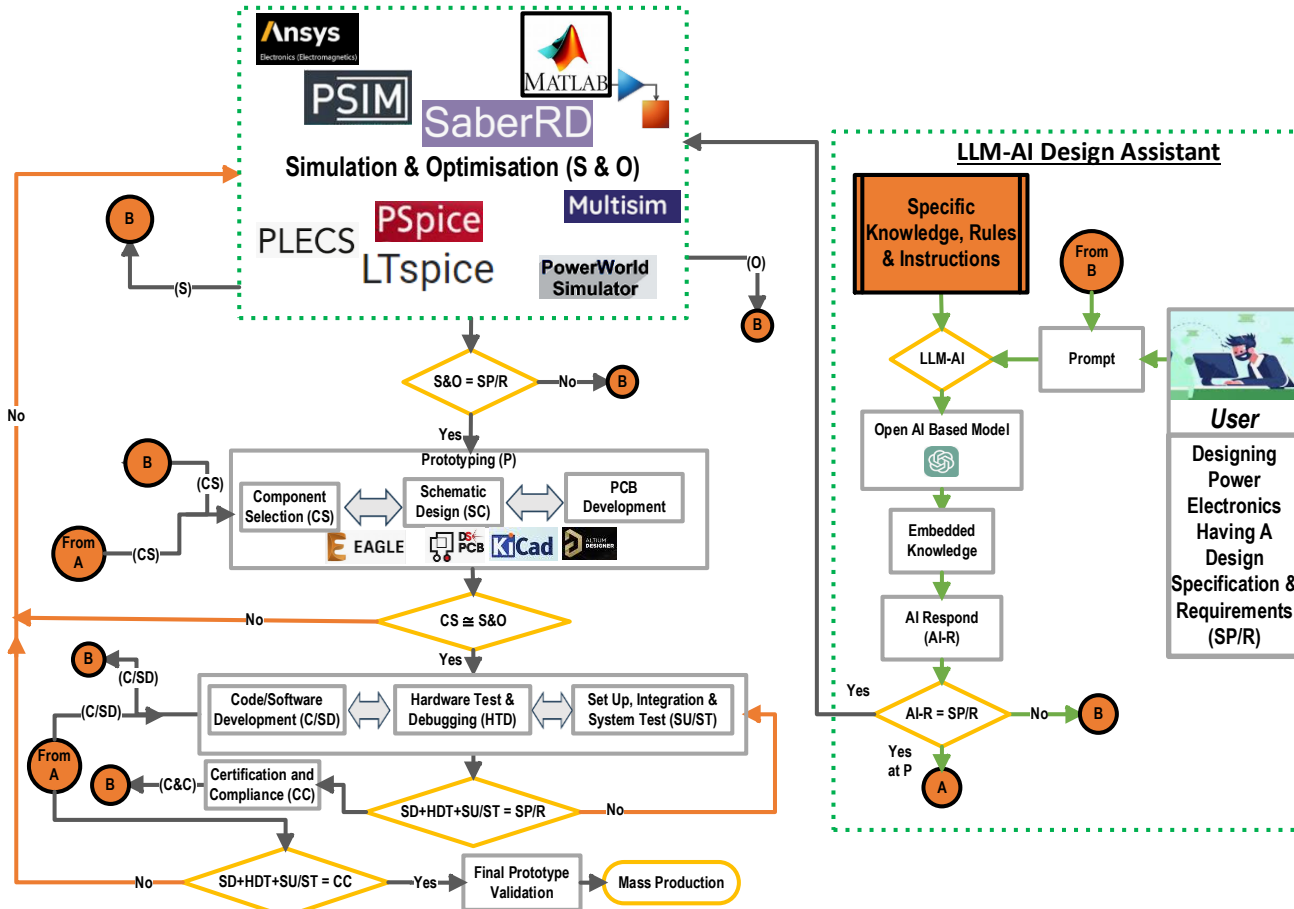 Ansys
Electronics (Electromagnetics)
MATLAB
PSIM
SaberRD
Simulation & Optimisation (S & O)
Multisim
PSpice
PLECS
LTspice
PowerWorld
Simulator
B
(S)
(O)
B
S&O = SP/R
No
B
Yes
No
Prototyping (P)
B
(CS)
Component
Selection (CS)
Schematic
Design (SC)
PCB
Development
From
A
(CS)
EAGLE
DS
PCB
KiCad
ALTIUM
DESIGNER
CS ≅ S&O
No
Yes
B
(C/SD)
(C/SD)
Code/Software
Development (C/SD)
Hardware Test &
Debugging (HTD)
Set Up, Integration &
System Test (SU/ST)
From
A
B
(C&C)
Certification and
Compliance (CC)
SD+HDT+SU/ST = SP/R
No
No
SD+HDT+SU/ST = CC
Yes
Final Prototype
Validation
Mass Production
LLM-AI Design Assistant
Specific
Knowledge, Rules
& Instructions
From
B
LLM-AI
Prompt
User
Designing
Power
Electronics
Having A
Design
Specification &
Requirements
(SP/R)
Open AI Based Model
Embedded
Knowledge
AI Respond
(AI-R)
Yes
AI-R = SP/R
No
B
Yes
at P
A